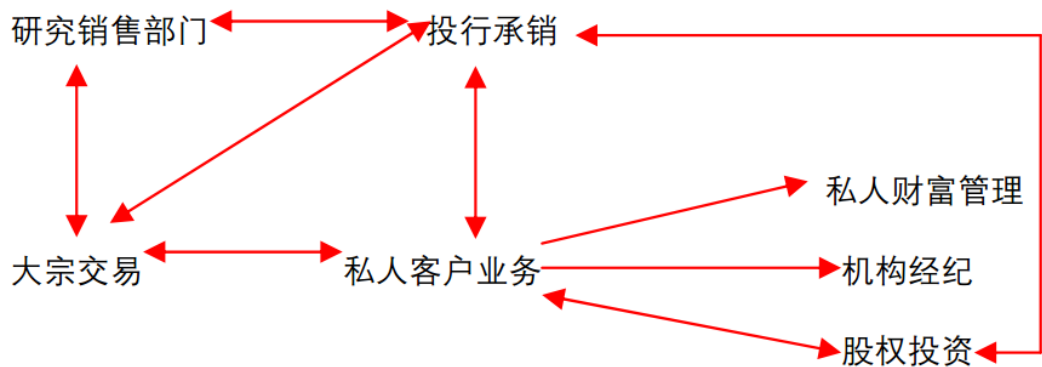 研究销售部门
投行承销
私人财富管理
大宗交易
私人客户业务
机构经纪
股权投资